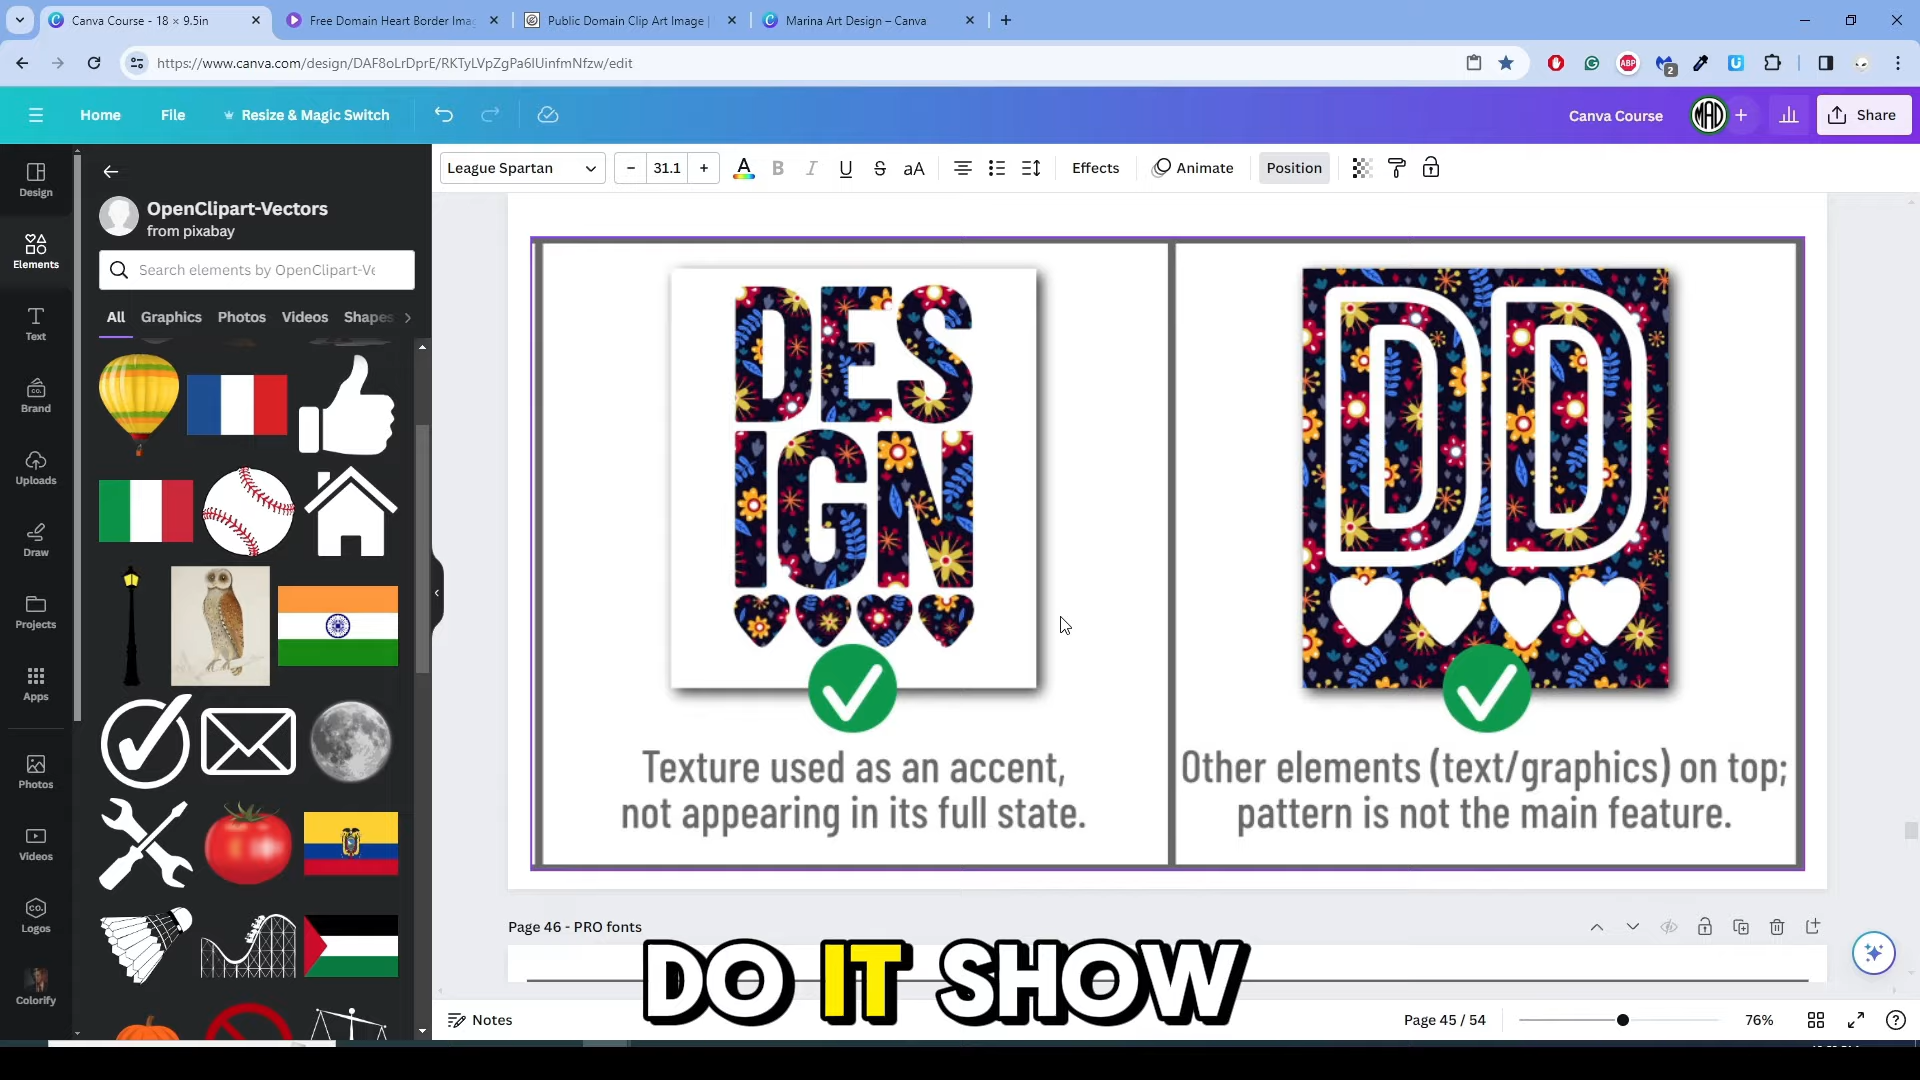 Canva Course - 18 × 9.5in
Free Domain Heart Border Imag
Public Domain Clip Art Image |
Marina Art Design – Canva
https://www.canva.com/design/DAF8oLrDprE/RKTyLVpZgPa6IUinfmNfzw/edit
ABP
2
Home
File
Resize & Magic Switch
Canva Course
MAD
Share
Design
Elements
Text
Brand
Uploads
Draw
Projects
Apps
Photos
Videos
Logos
Colorify
OpenClipart-Vectors
from pixabay
Search elements by OpenClipart-Ve
All
Graphics
Photos
Videos
Shapes
League Spartan
31.1
Effects
Animate
Position
DES
IGN
Texture used as an accent,
not appearing in its full state.
DD
Other elements (text/graphics) on top;
pattern is not the main feature.
Page 46 - PRO fonts
DO IT SHOW
Notes
Page 45 / 54
76%